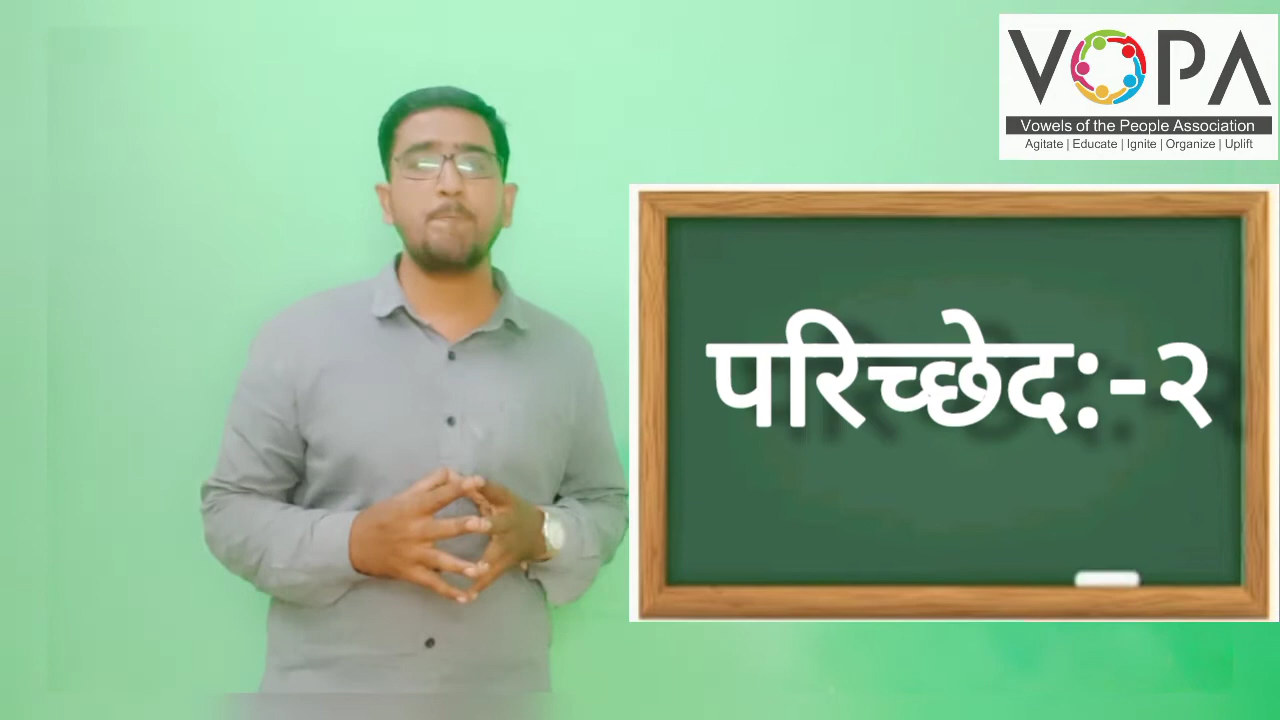 VOPA
Vowels of the People Association
Agitate | Educate | Ignite | Organize | Uplift
परिच्छेद:-२